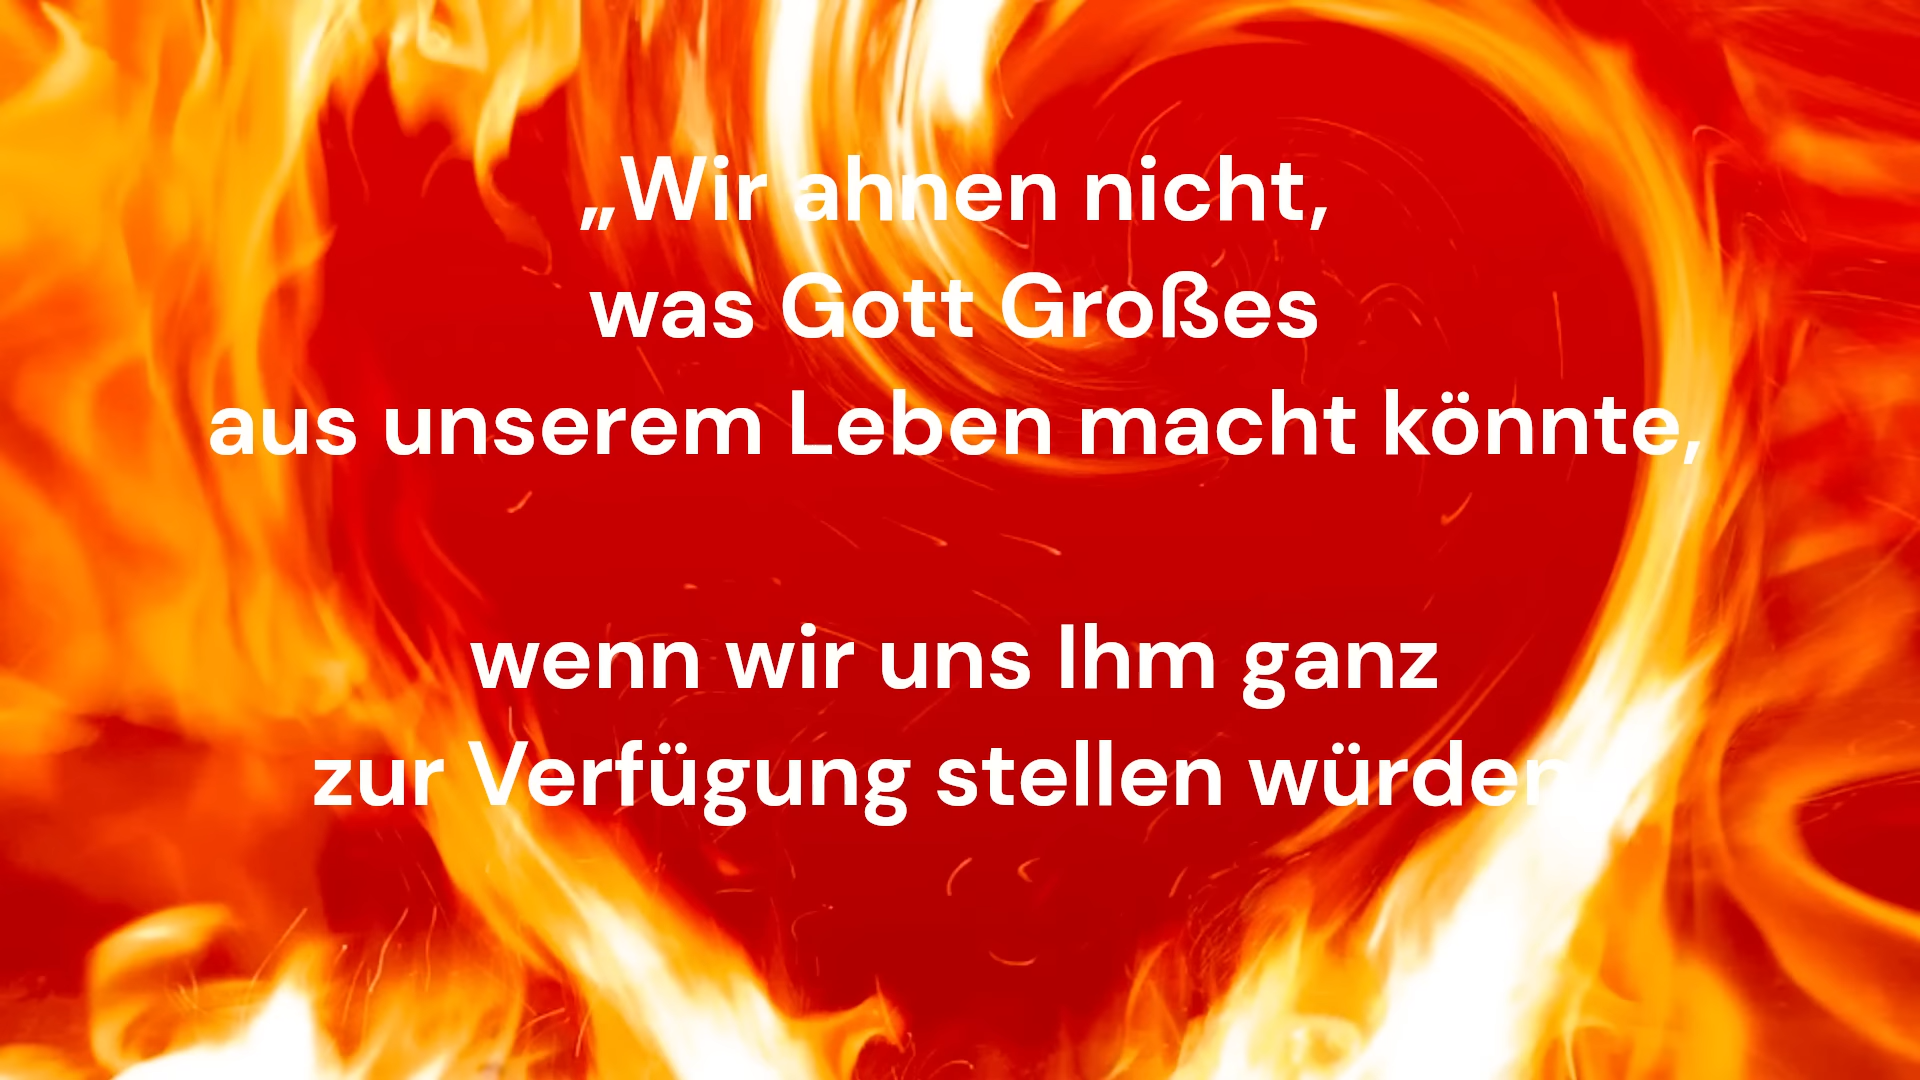 „Wir ahnen nicht,
was Gott Großes
aus unserem Leben macht könnte,
wenn wir uns Ihm ganz
zur Verfügung stellen würden